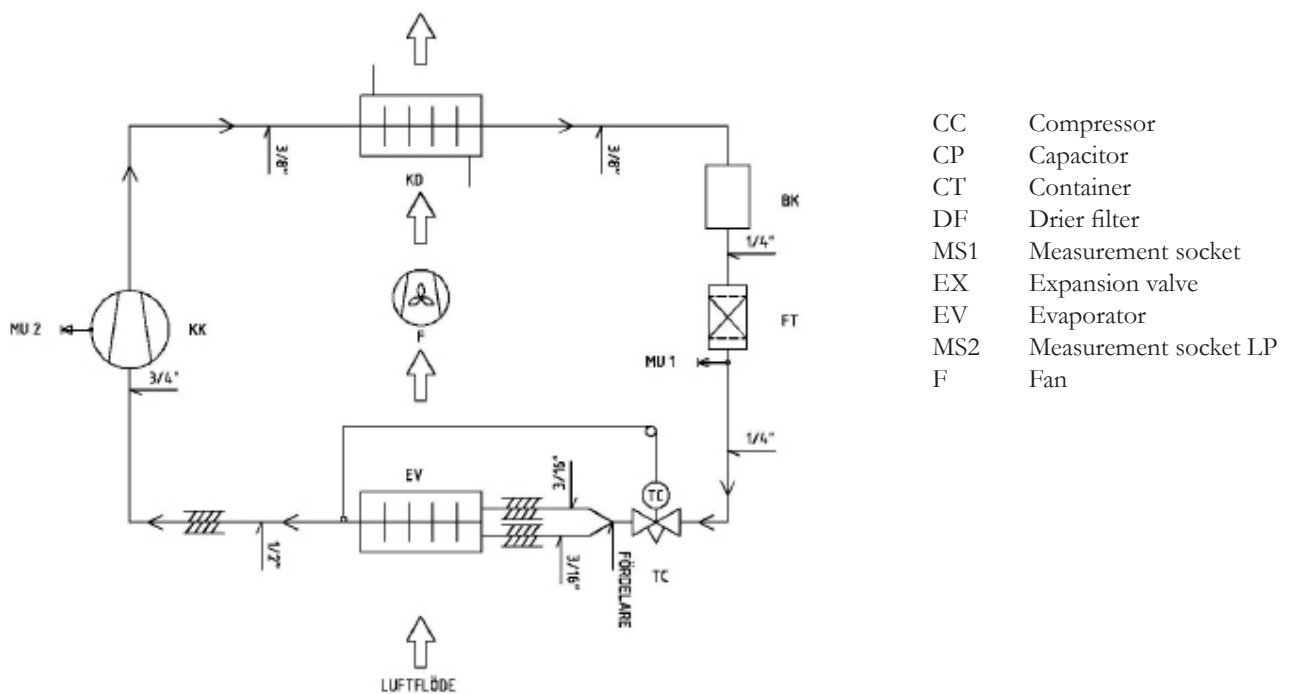 3/8"
3/8"
KD
BK
1/4"
FT
MU 1
F
MU 2
KK
3/4"
1/4"
EV
3/16"
TC
1/2"
3/16"
FÖRDELARE
TC
LUFTFLÖDE
CC Compressor
CP Capacitor
CT Container
DF Drier filter
MS1 Measurement socket
EX Expansion valve
EV Evaporator
MS2 Measurement socket LP
F Fan